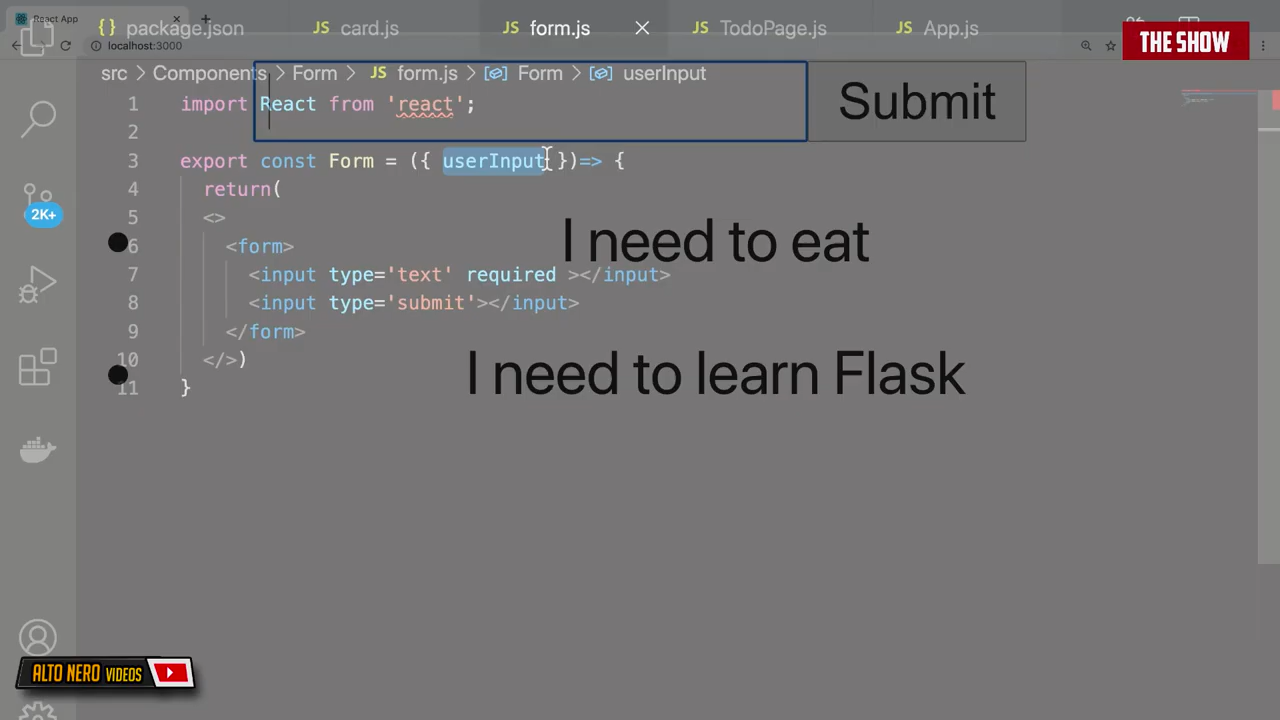 React App
package.json
card.js
form.js
TodoPage.js
App.js
localhost:3000
THE SHOW
src > Components > Form > JS form.js > Form > userInput
Submit
1 import React from 'react';
2
3 export const Form = ({ userInput })=> {
4 return(
5 <>
6 <form>
7 <input type='text' required ></input>
8 <input type='submit'></input>
9 </form>
10 </>)
11 }
2K+
I need to eat
I need to learn Flask
ALTO NERO VIDEOS